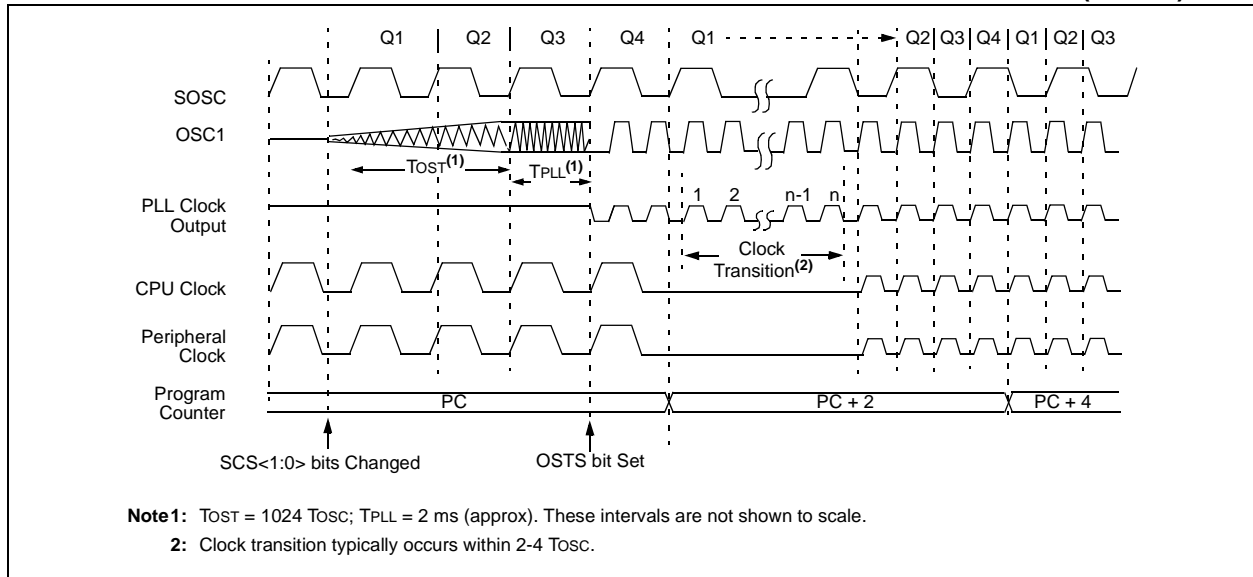 Q1 Q2 Q3 Q4 Q1 Q2 Q3 Q4 Q1 Q2 Q3
SOSC
OSC1
TOST(1) TPLL(1)
PLL Clock
Output
1 2 n-1 n
Clock
Transition(2)
CPU Clock
Peripheral
Clock
Program
Counter
PC PC + 2 PC + 4
SCS<1:0> bits Changed OSTS bit Set
Note1: TOST = 1024 TOSC; TPLL = 2 ms (approx). These intervals are not shown to scale.
2: Clock transition typically occurs within 2-4 TOSC.